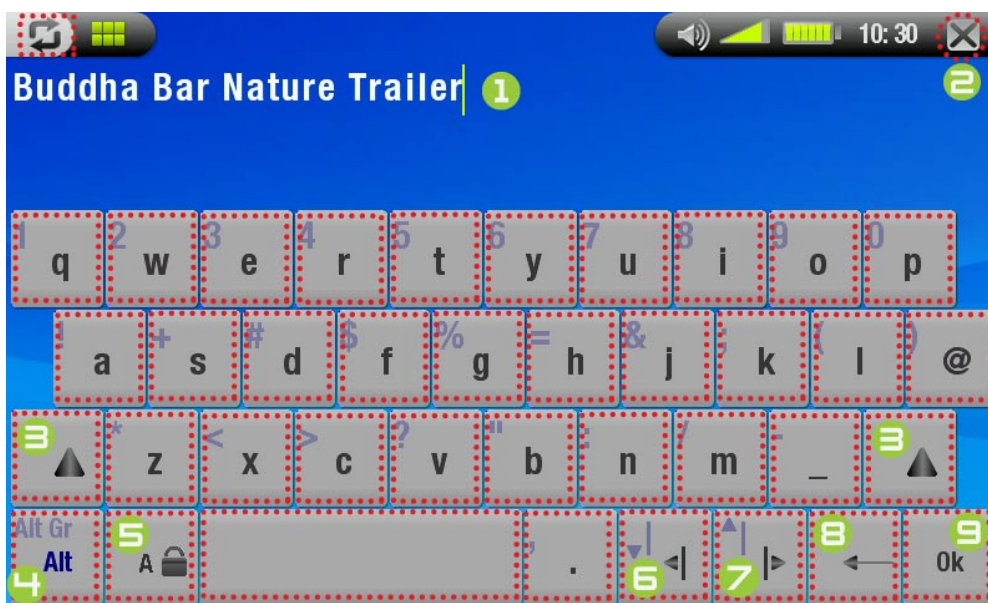 10:30
Buddha Bar Nature Trailer 1 2
1 2 3 4 5 6 7 8 9 0
q w e r t y u i o p
! + # $ % = & ; ( )
a s d f g h j k l @
3 * < > ? " : / - 3
z x c v b n m _
Alt Gr 5 ' 8 9
Alt A . 6 7 Ok
4